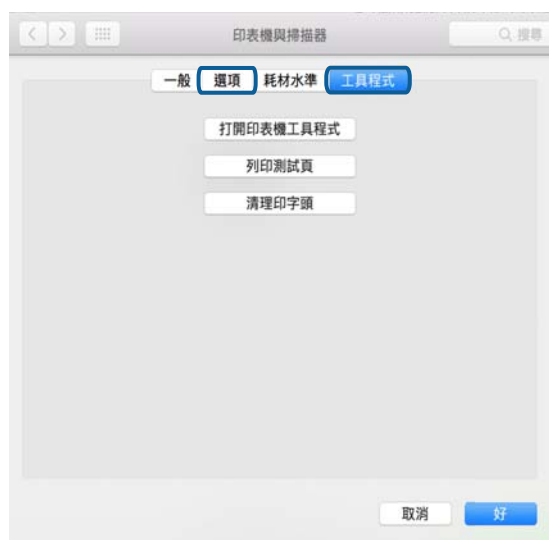 印表機與掃描器
搜尋
一般 選項 耗材水準 工具程式
打開印表機工具程式
列印測試頁
清理印字頭
取消 好